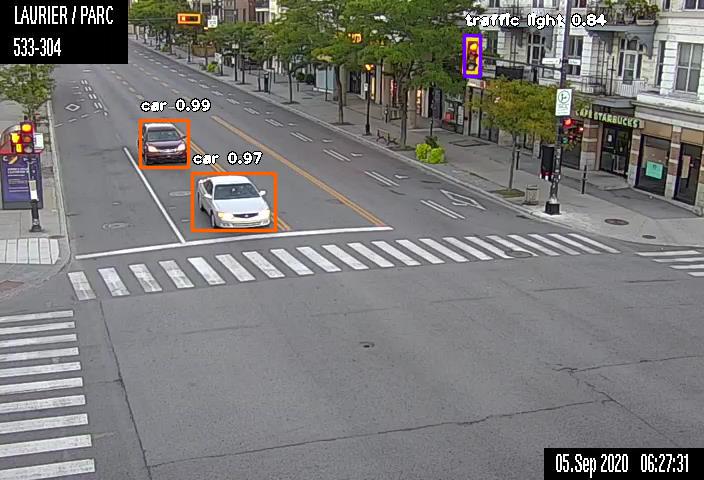 LAURIER / PARC
533-304
traffic light 0.84
car 0.99
car 0.97
CAFE STARBUCKS
P
05.Sep 2020 06:27:31